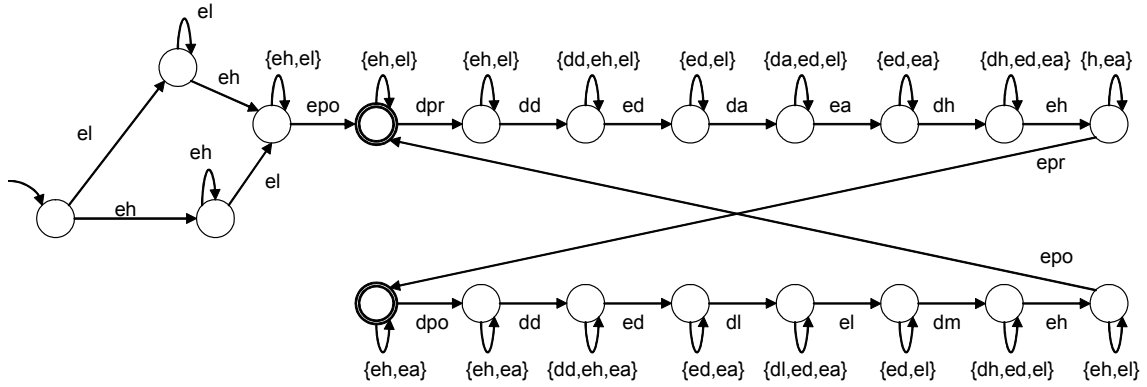 el
{eh,el} {eh,el} {eh,el} {dd,eh,el} {ed,el} {da,ed,el} {ed,ea} {dh,ed,ea} {h,ea}
eh
epo dpr dd ed da ea dh eh
el
eh
el
eh
epr
epo
dpo dd ed dl el dm eh
{eh,ea} {eh,ea} {dd,eh,ea} {ed,ea} {dl,ed,ea} {ed,el} {dh,ed,el} {eh,el}